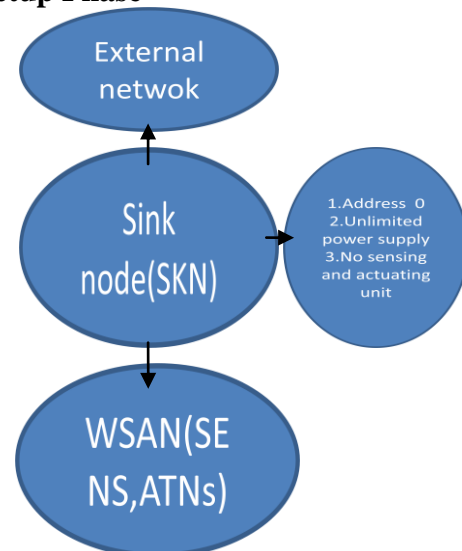 External
netwok
Sink
node(SKN)
1.Address 0
2.Unlimited
power supply
3.No sensing
and actuating
unit
WSAN(SE
NS,ATNs)